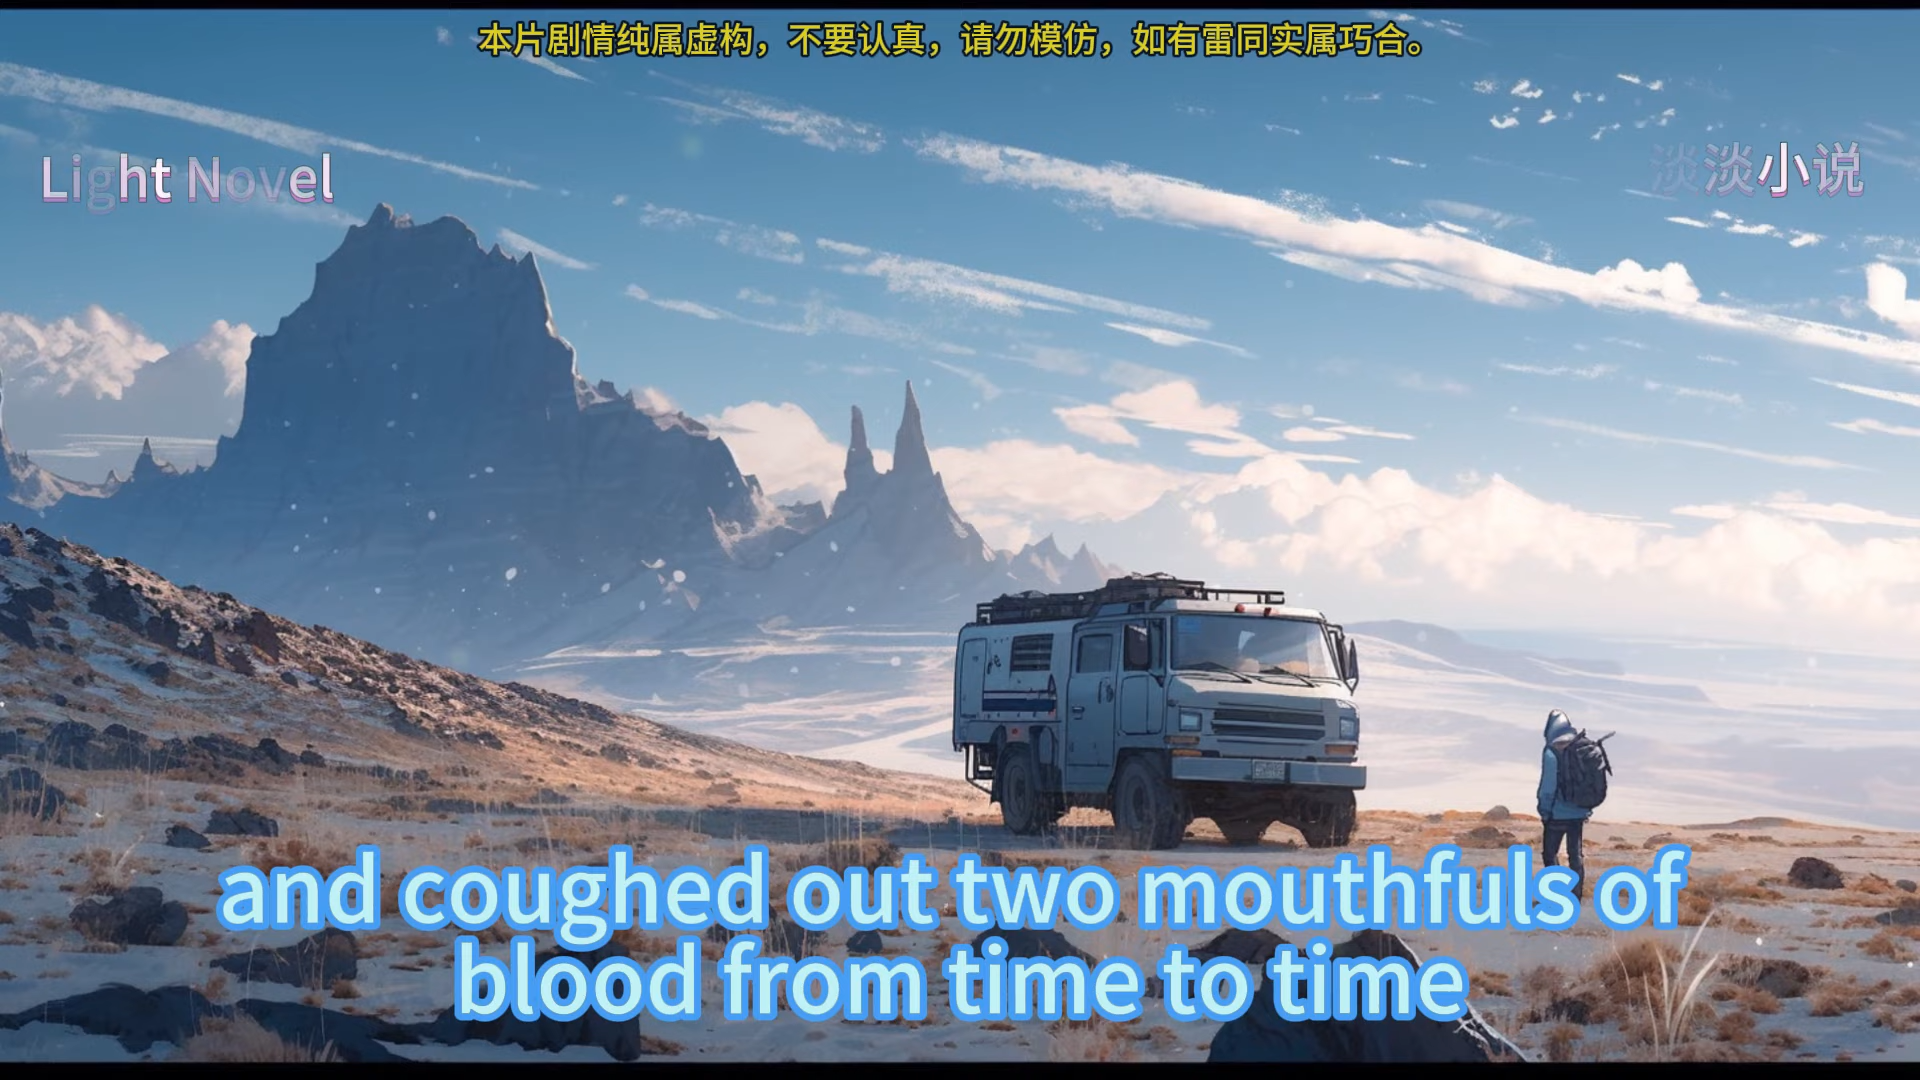 本片剧情纯属虚构，不要认真，请勿模仿，如有雷同实属巧合。
Light Novel
淡淡小说
and coughed out two mouthfuls of
blood from time to time